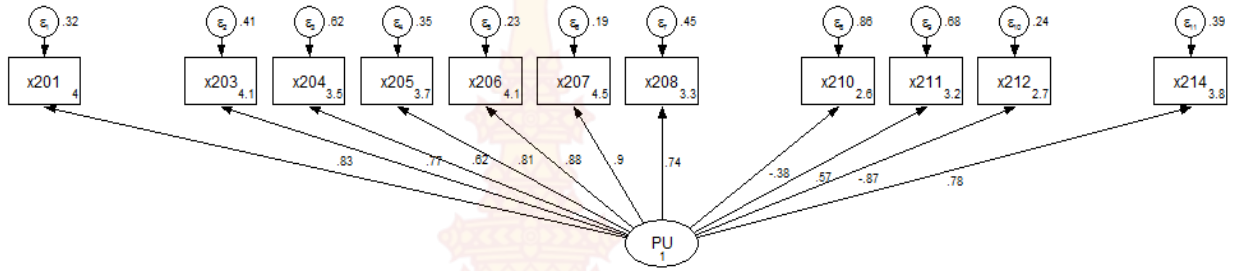 ε₁ .32 ε₂ .41 ε₃ .62 ε₄ .35 ε₅ .23 ε₆ .19 ε₇ .45 ε₈ .86 ε₉ .68 ε₁₀ .24 ε₁₁ .39
x201 x203 x204 x205 x206 x207 x208 x210 x211 x212 x214
4 4.1 3.5 3.7 4.1 4.5 3.3 2.6 3.2 2.7 3.8
.83 .77 .62 .81 .88 .9 .74 -.38 .57 -.87 .78
PU
1